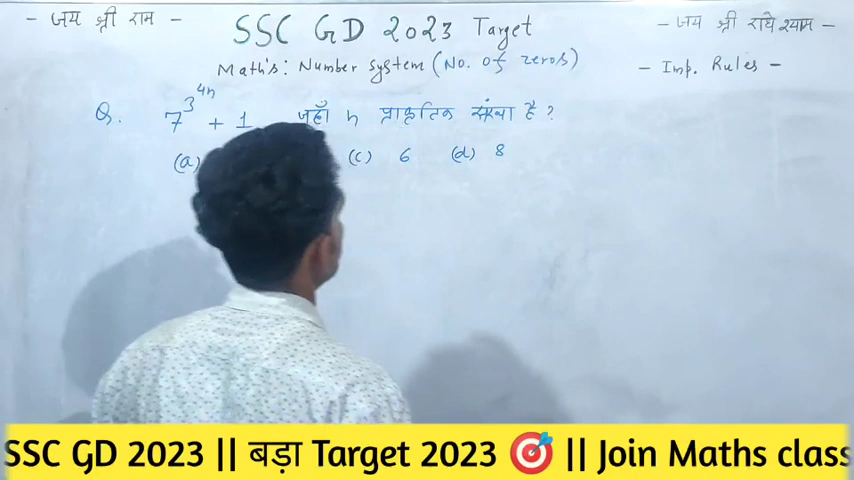 - जय श्री राम -
SSC GD 2023 Target
- जय श्री राधे श्याम -
Math's: Number system (No. of zeros)
- Imp. Rules -
Q. 7^3^4n + 1 जहाँ n प्राकृतिक संख्या है ?
(a) (c) 6 (d) 8
SSC GD 2023 || बड़ा Target 2023 🎯 || Join Maths class